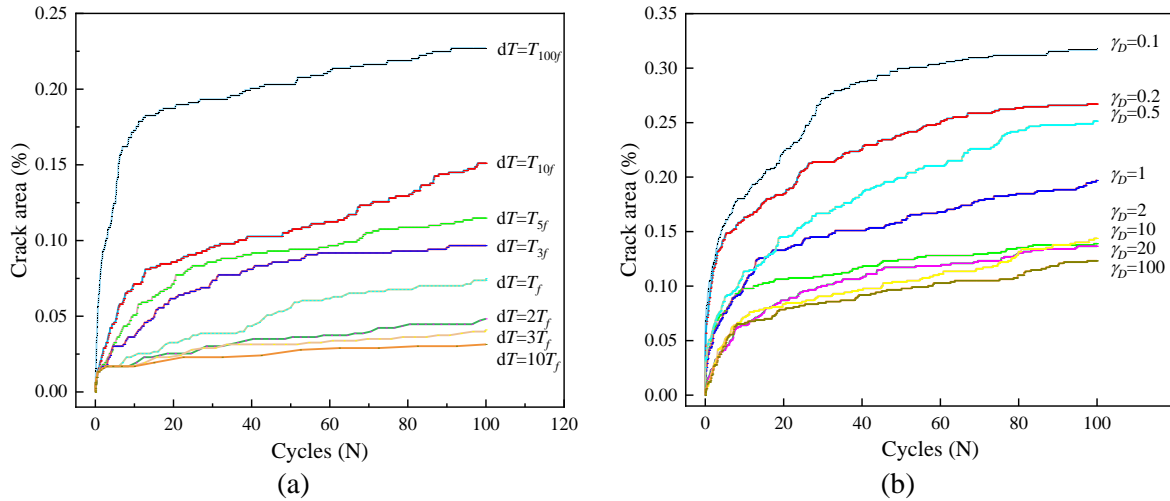 0.25
0.20
0.15
0.10
0.05
0.00
Crack area (%)
0 20 40 60 80 100 120
Cycles (N)
dT=T100f
dT=T10f
dT=T5f
dT=T3f
dT=Tf
dT=2Tf
dT=3Tf
dT=10Tf
(a)
0.35
0.30
0.25
0.20
0.15
0.10
0.05
0.00
Crack area (%)
0 20 40 60 80 100
Cycles (N)
γD=0.1
γD=0.2
γD=0.5
γD=1
γD=2
γD=10
γD=20
γD=100
(b)